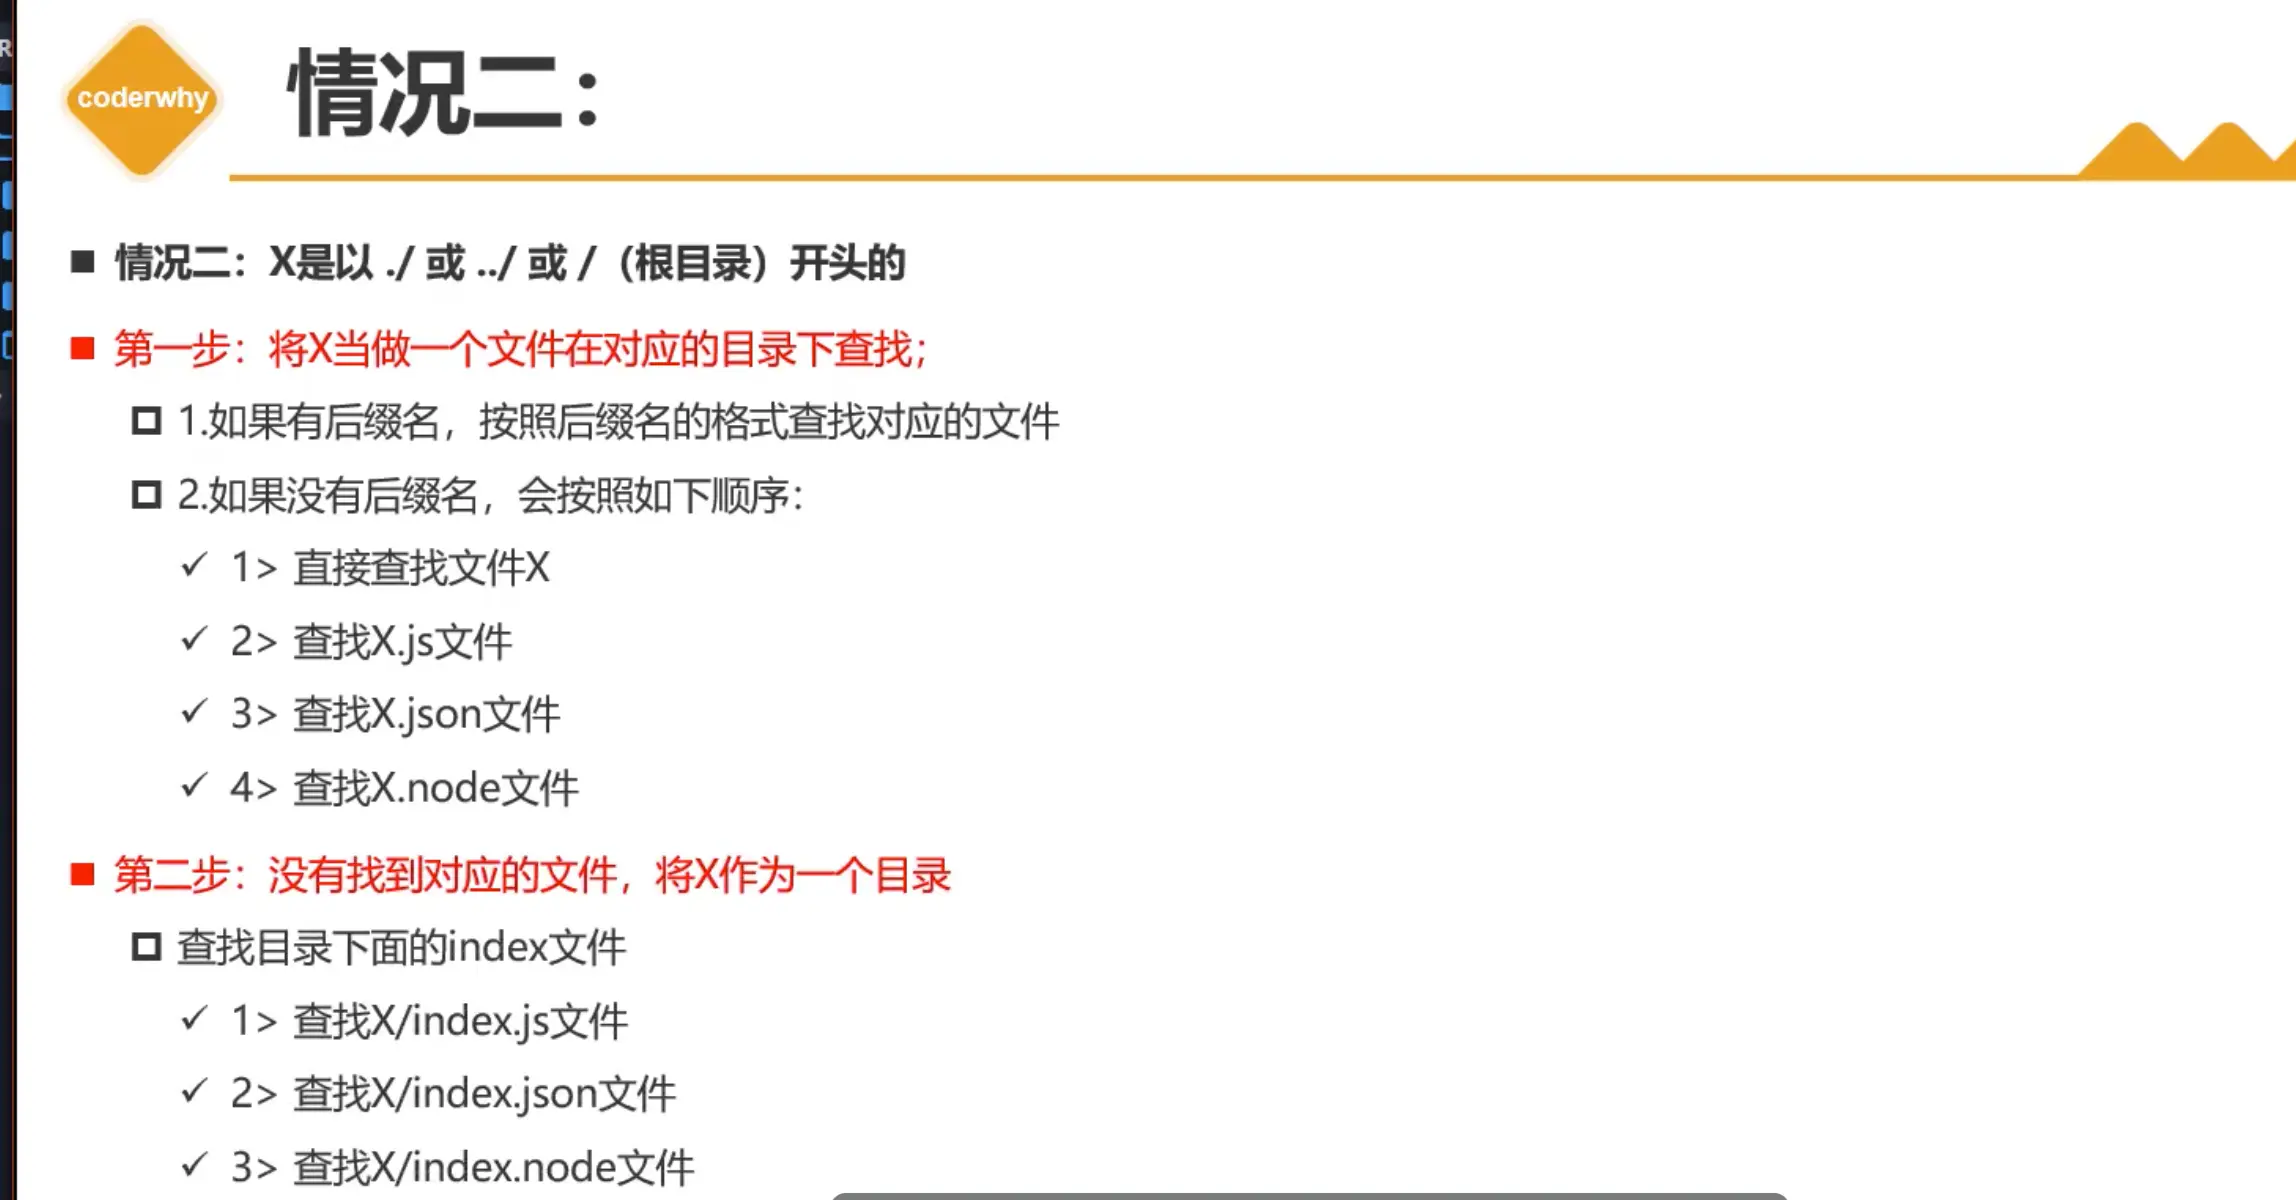 coderwhy
情况二：
情况二：X是以 ./ 或 ../ 或 /（根目录）开头的
第一步：将X当做一个文件在对应的目录下查找；
1.如果有后缀名，按照后缀名的格式查找对应的文件
2.如果没有后缀名，会按照如下顺序：
1> 直接查找文件X
2> 查找X.js文件
3> 查找X.json文件
4> 查找X.node文件
第二步：没有找到对应的文件，将X作为一个目录
查找目录下面的index文件
1> 查找X/index.js文件
2> 查找X/index.json文件
3> 查找X/index.node文件